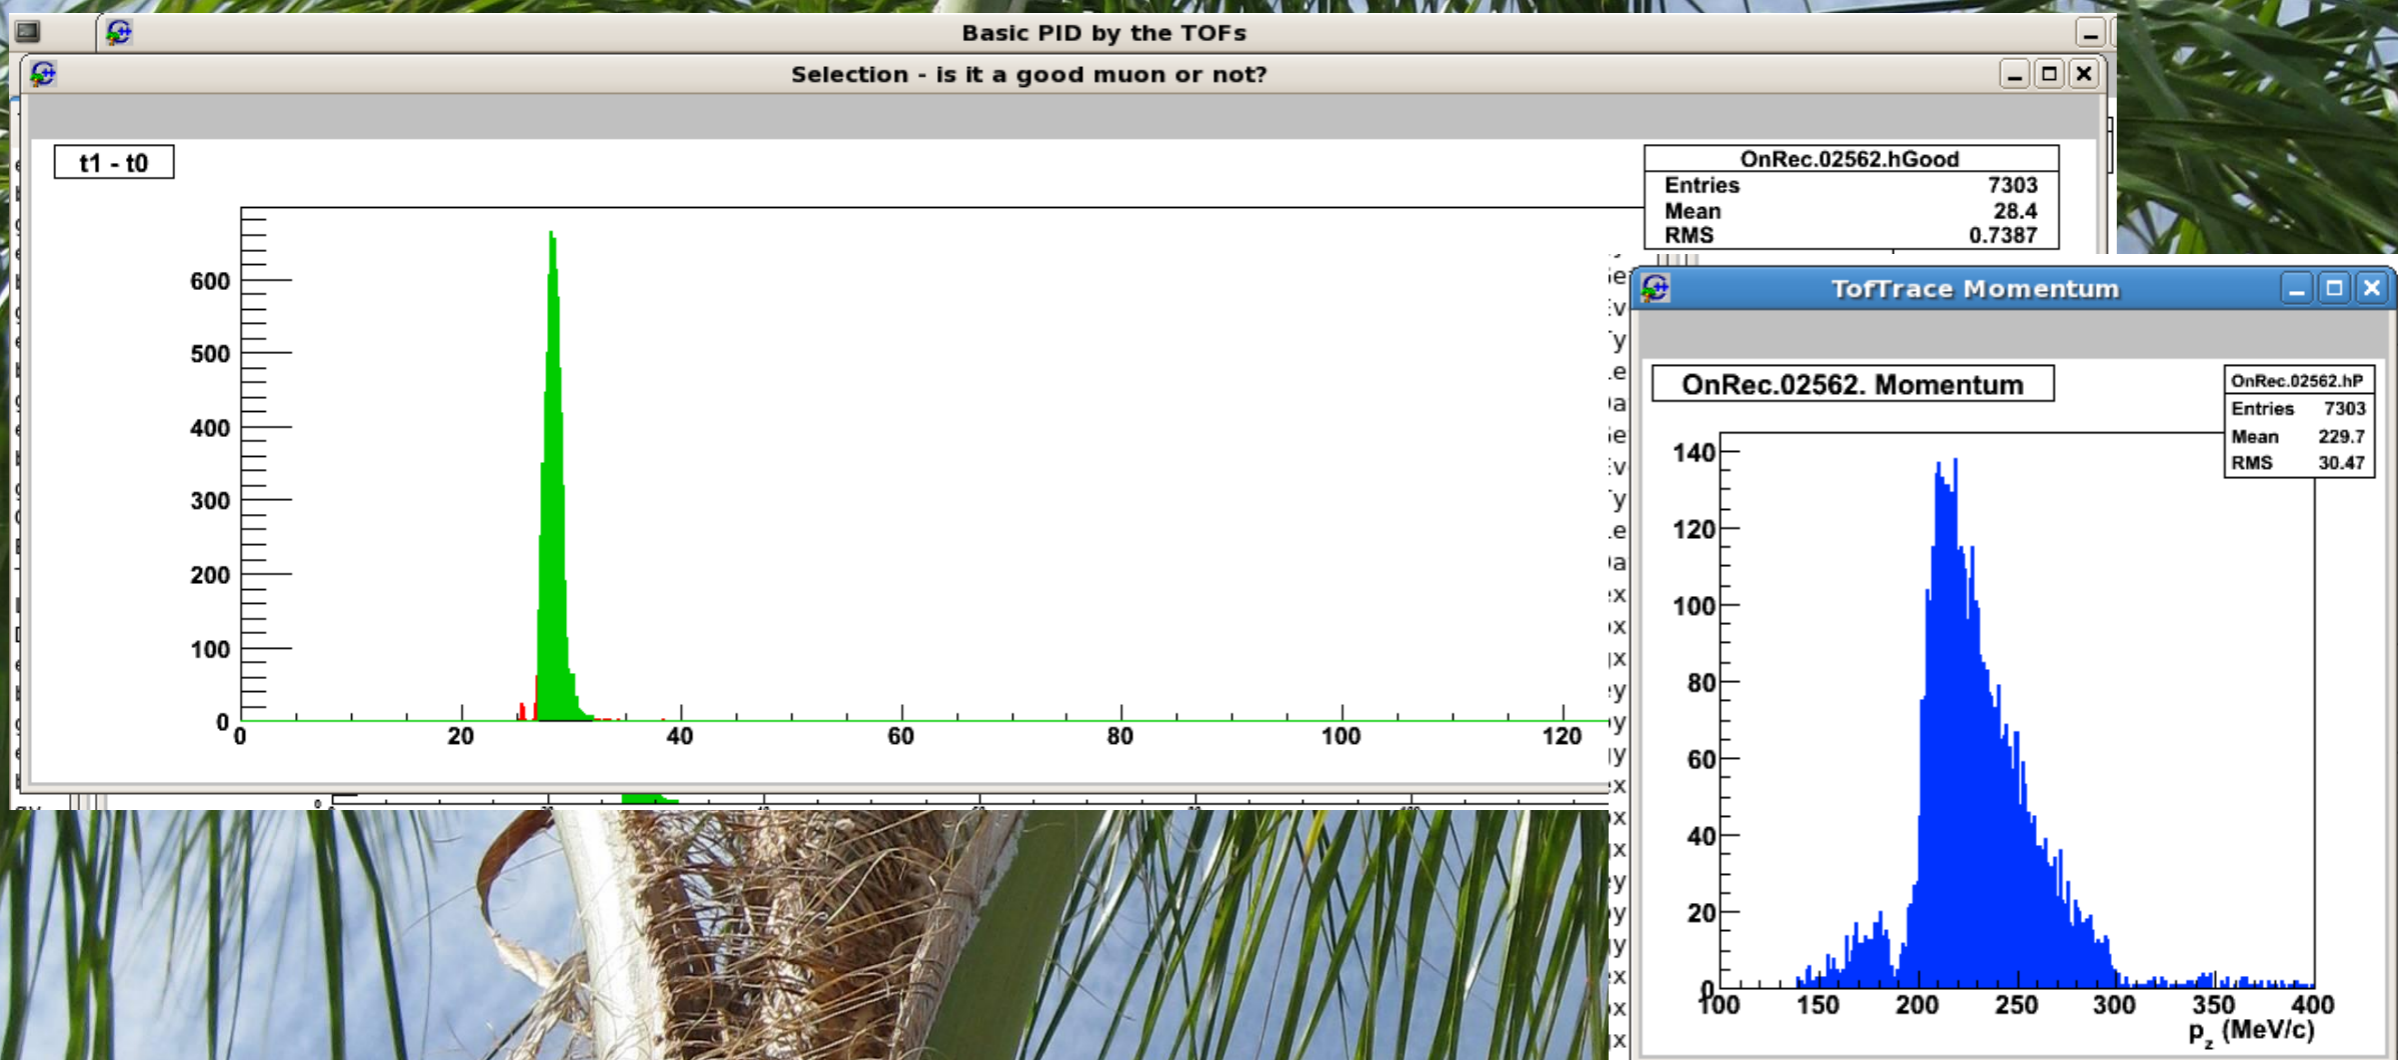 Basic PID by the TOFs
Selection - is it a good muon or not?
t1 - t0
OnRec.02562.hGood
Entries 7303
Mean 28.4
RMS 0.7387
600
500
400
300
200
100
0
0 20 40 60 80 100 120
TofTrace Momentum
OnRec.02562. Momentum
OnRec.02562.hP
Entries 7303
Mean 229.7
RMS 30.47
140
120
100
80
60
40
20
0
100 150 200 250 300 350 400
pz (MeV/c)